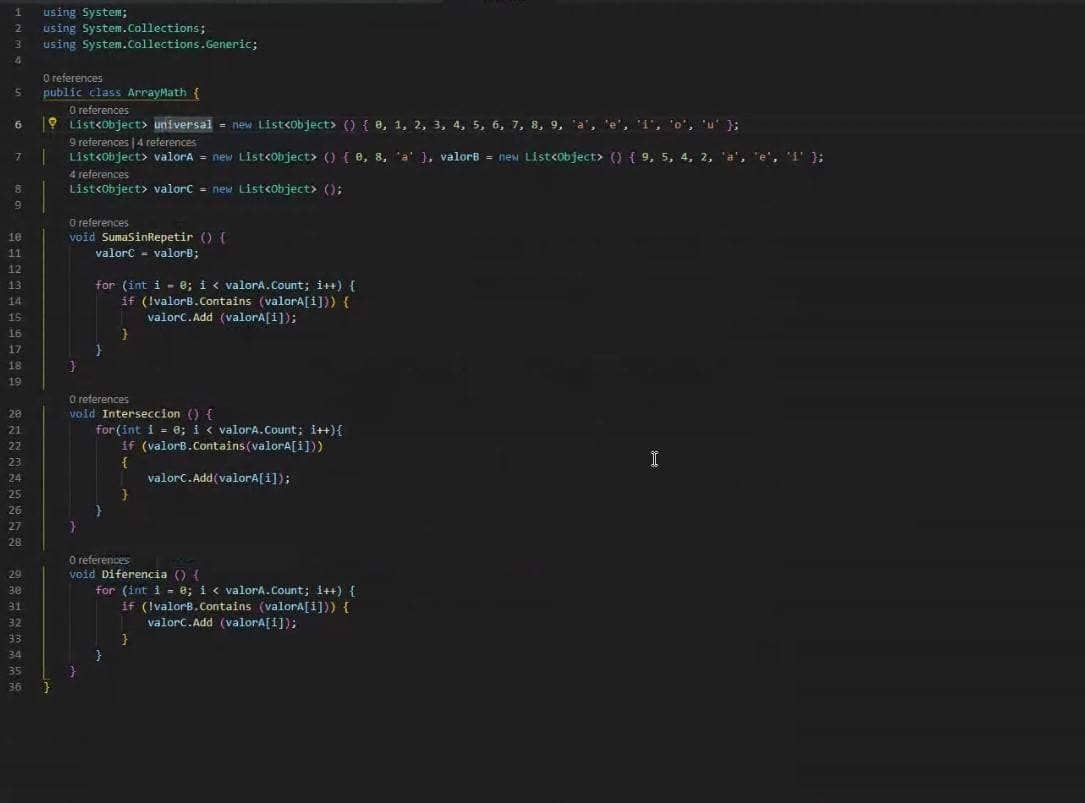 1 using System;
2 using System.Collections;
3 using System.Collections.Generic;
4
0 references
5 public class ArrayMath {
0 references
6 List<Object> universal = new List<Object> () { 0, 1, 2, 3, 4, 5, 6, 7, 8, 9, 'a', 'e', 'i', 'o', 'u' };
9 references | 4 references
7 List<Object> valorA = new List<Object> () { 0, 8, 'a' }, valorB = new List<Object> () { 9, 5, 4, 2, 'a', 'e', 'i' };
4 references
8 List<Object> valorC = new List<Object> ();
9
0 references
10 void SumaSinRepetir () {
11 valorC = valorB;
12
13 for (int i = 0; i < valorA.Count; i++) {
14 if (!valorB.Contains (valorA[i])) {
15 valorC.Add (valorA[i]);
16 }
17 }
18 }
19
0 references
20 void Interseccion () {
21 for(int i = 0; i < valorA.Count; i++){
22 if (valorB.Contains(valorA[i]))
23 {
24 valorC.Add(valorA[i]);
25 }
26 }
27 }
28
0 references
29 void Diferencia () {
30 for (int i = 0; i < valorA.Count; i++) {
31 if (!valorB.Contains (valorA[i])) {
32 valorC.Add (valorA[i]);
33 }
34 }
35 }
36 }